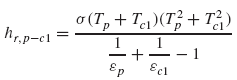 h_{r,p-c1} = \frac{\sigma(T_p + T_{c1})(T_p^2 + T_{c1}^2)}{\frac{1}{\varepsilon_p} + \frac{1}{\varepsilon_{c1}} - 1}